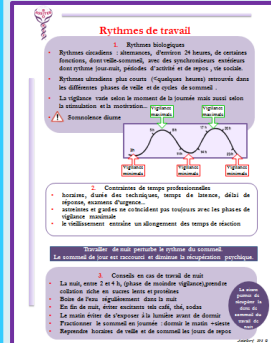 Rythmes de travail
1. Rythmes biologiques
Rythmes circadiens : alternances, d'environ 24 heures, de certaines
fonctions, dont veille-sommeil, avec des synchroniseurs extérieurs
dont rythme jour-nuit, périodes d'activité et de repos, vie sociale.
Rythmes ultradiens plus courts (<quelques heures) retrouvés dans
les différentes phases de veille et de cycles de sommeil .
La vigilance varie selon le moment de la journée mais aussi selon
la stimulation et la motivation...
Somnolence diurne
Vigilance maximale
Vigilance maximale
Vigilance minimale
Vigilance minimale
Vigilance minimale
2. Contraintes de temps professionnelles
horaires, durée des techniques, temps de latence, délai de
réponse, examens d'urgence...
astreintes et gardes ne coïncident pas toujours avec les phases de
vigilance maximale
le vieillissement entraîne un allongement des temps de réaction
Travailler de nuit perturbe le rythme du sommeil.
Le sommeil de jour est raccourci et diminue la récupération psychique.
3. Conseils en cas de travail de nuit
La nuit, entre 2 et 4 h, (phase de moindre vigilance), prendre
collation riche en sucres lents et protéines
Boire de l'eau régulièrement dans la nuit
En fin de nuit, éviter excitants tels café, thé, sodas
Le matin éviter de s'exposer à la lumière avant de dormir
Fractionner le sommeil en journée : dormir le matin +sieste
Reprendre horaires de veille et de sommeil les jours de repos